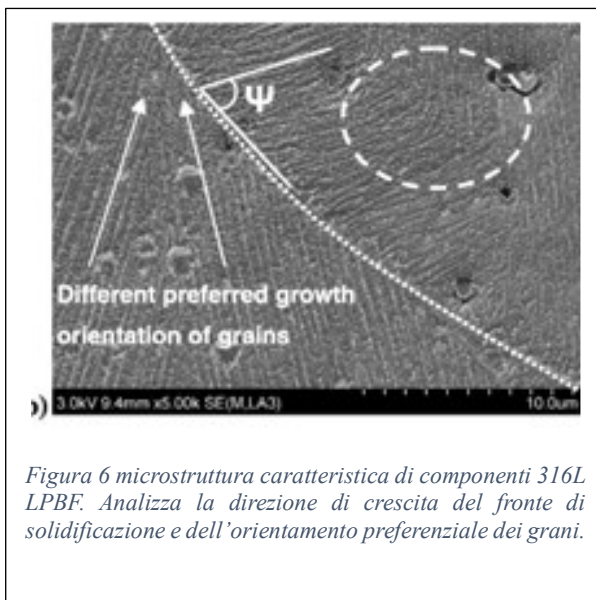 Ψ
Different preferred growth
orientation of grains
b) 3.0kV 9.4mm x5.00k SE(M,LA3) 10.0um
Figura 6 microstruttura caratteristica di componenti 316L
LPBF. Analizza la direzione di crescita del fronte di
solidificazione e dell’orientamento preferenziale dei grani.